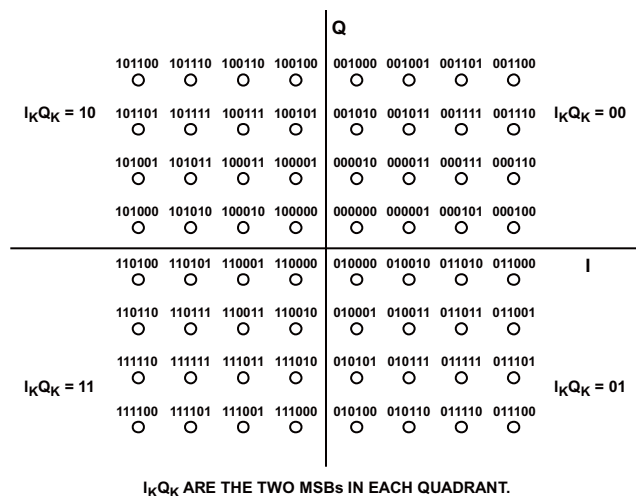 Q
101100 101110 100110 100100 001000 001001 001101 001100
IKQK = 10 101101 101111 100111 100101 001010 001011 001111 001110 IKQK = 00
101001 101011 100011 100001 000010 000011 000111 000110
101000 101010 100010 100000 000000 000001 000101 000100
110100 110101 110001 110000 010000 010010 011010 011000 I
110110 110111 110011 110010 010001 010011 011011 011001
111110 111111 111011 111010 010101 010111 011111 011101
IKQK = 11 IKQK = 01
111100 111101 111001 111000 010100 010110 011110 011100
IKQK ARE THE TWO MSBs IN EACH QUADRANT.